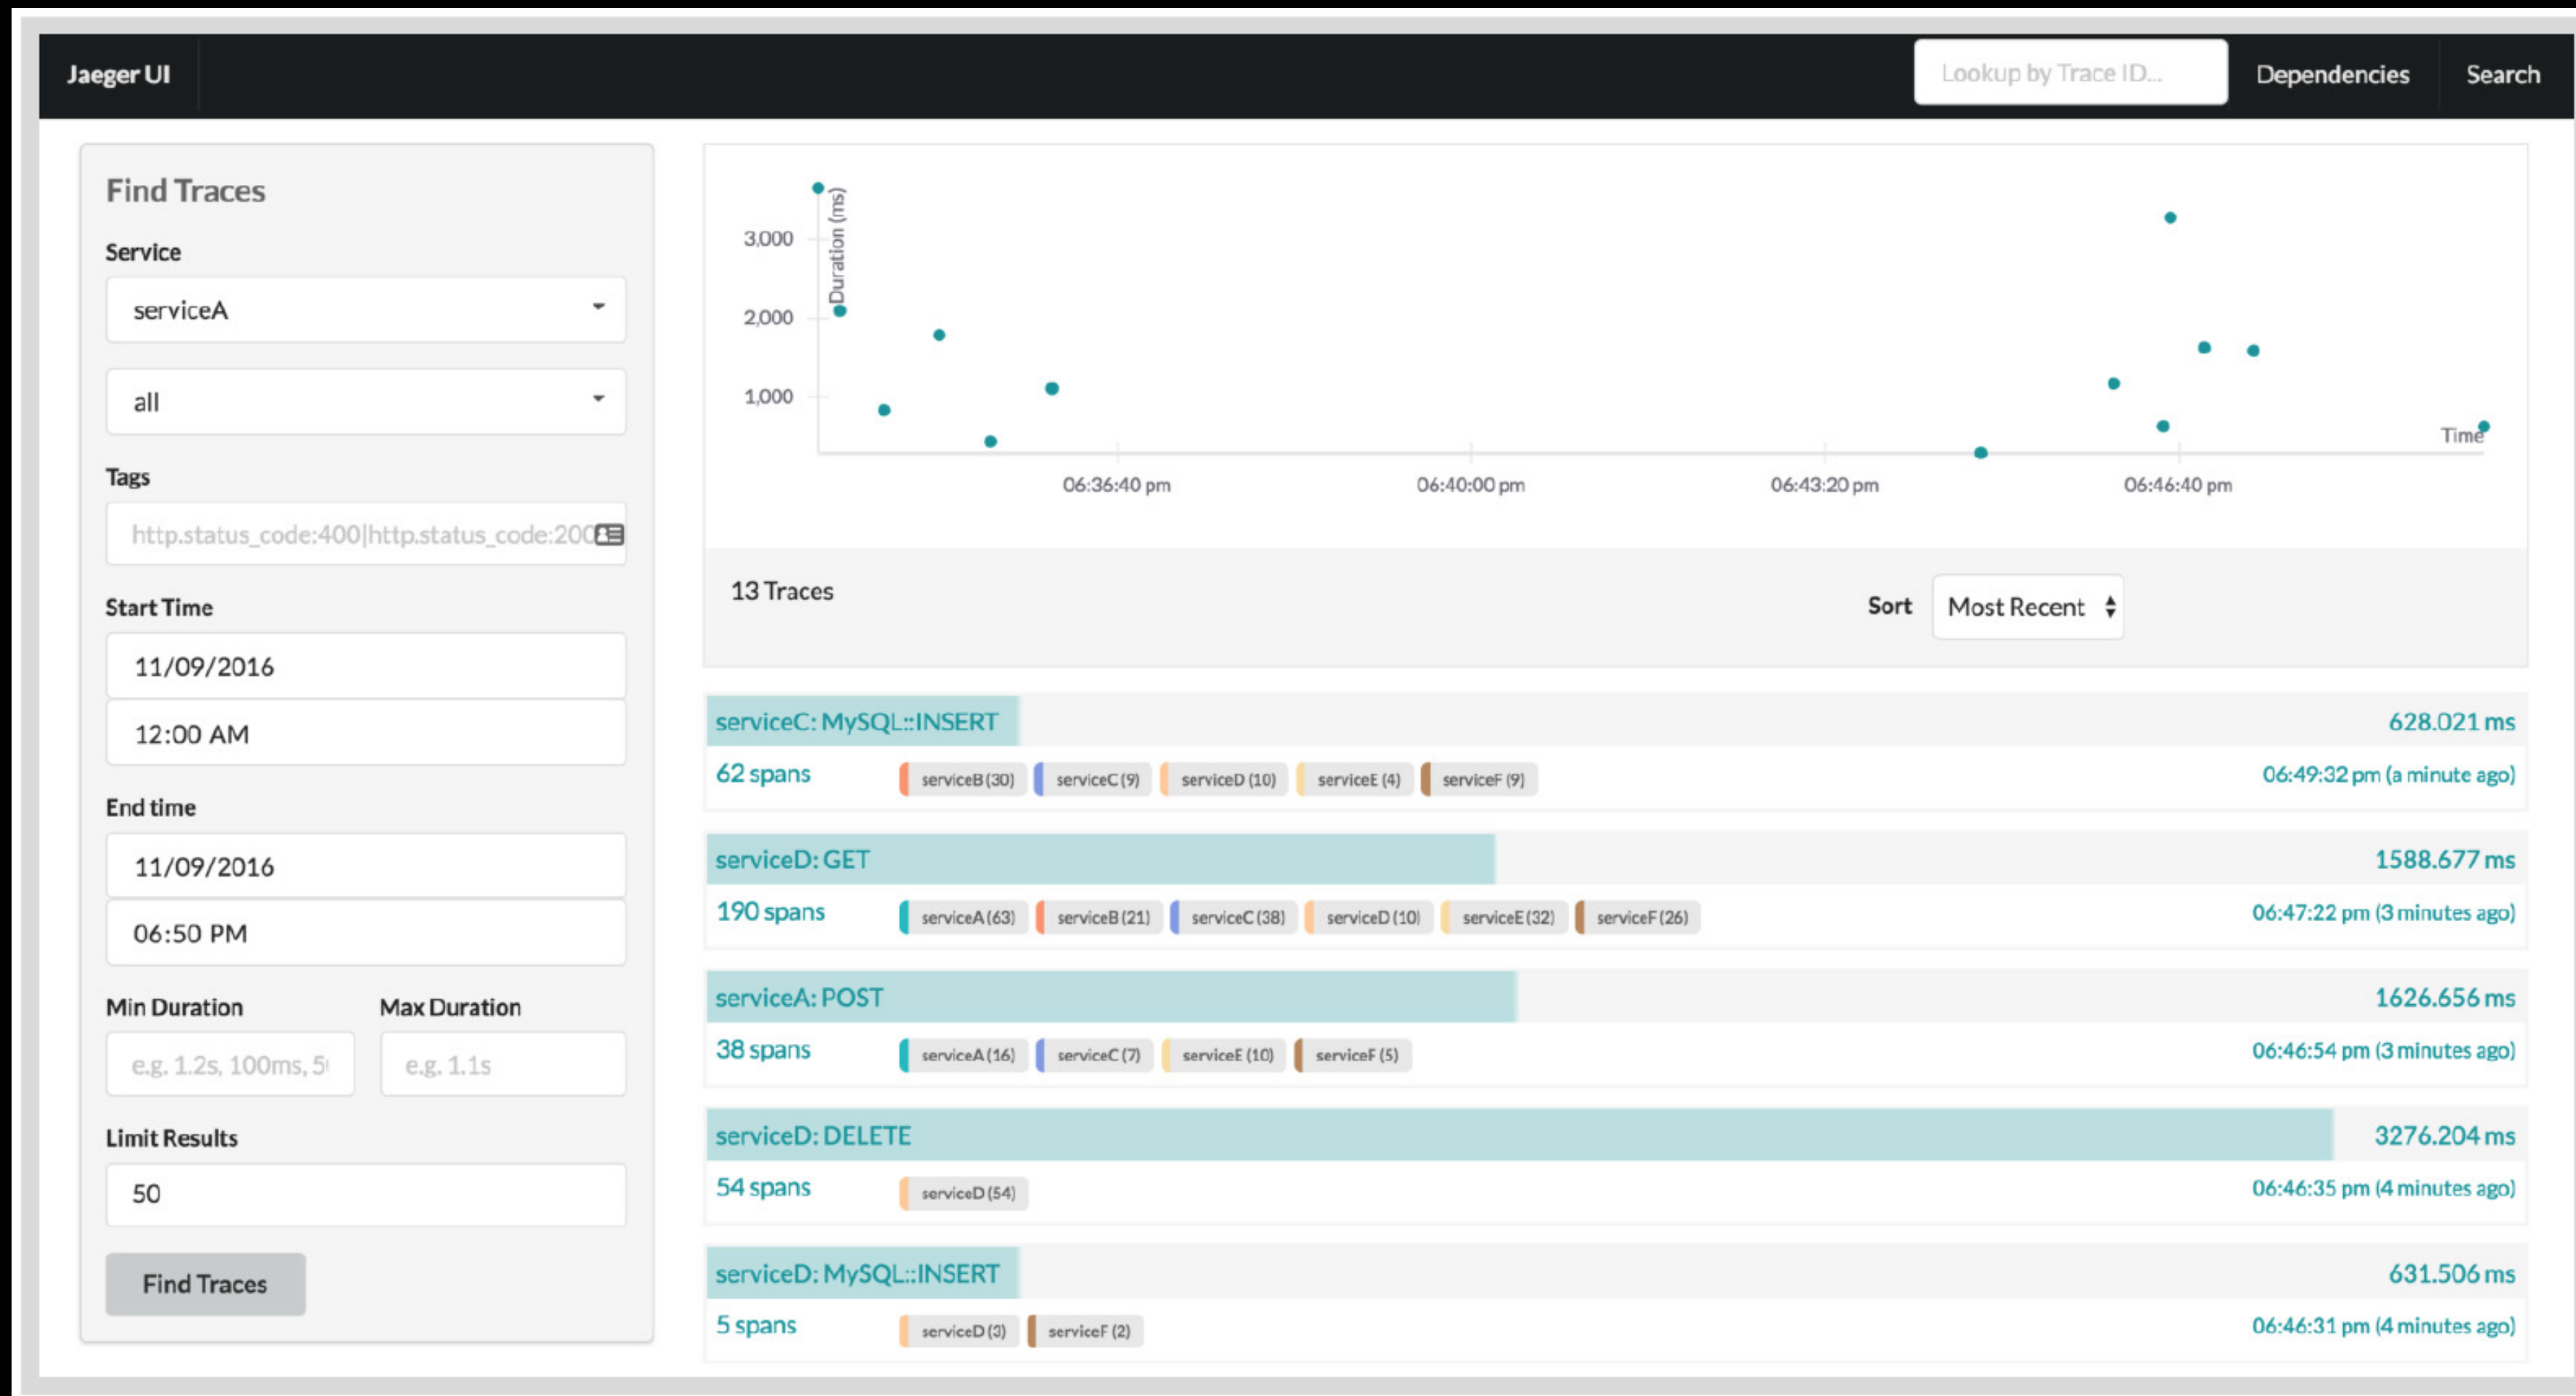 Jaeger UI
Lookup by Trace ID... Dependencies Search
Find Traces
Service
serviceA
all
Tags
http.status_code:400|http.status_code:200
Start Time
11/09/2016
12:00 AM
End time
11/09/2016
06:50 PM
Min Duration Max Duration
e.g. 1.2s, 100ms, 5 e.g. 1.1s
Limit Results
50
Find Traces
Duration (ms)
3,000
2,000
1,000
Time
06:36:40 pm 06:40:00 pm 06:43:20 pm 06:46:40 pm
13 Traces Sort Most Recent
serviceC: MySQL::INSERT 628.021 ms
62 spans serviceB (30) serviceC (9) serviceD (10) serviceE (4) serviceF (9) 06:49:32 pm (a minute ago)
serviceD: GET 1588.677 ms
190 spans serviceA (63) serviceB (21) serviceC (38) serviceD (10) serviceE (32) serviceF (26) 06:47:22 pm (3 minutes ago)
serviceA: POST 1626.656 ms
38 spans serviceA (16) serviceC (7) serviceE (10) serviceF (5) 06:46:54 pm (3 minutes ago)
serviceD: DELETE 3276.204 ms
54 spans serviceD (54) 06:46:35 pm (4 minutes ago)
serviceD: MySQL::INSERT 631.506 ms
5 spans serviceD (3) serviceF (2) 06:46:31 pm (4 minutes ago)